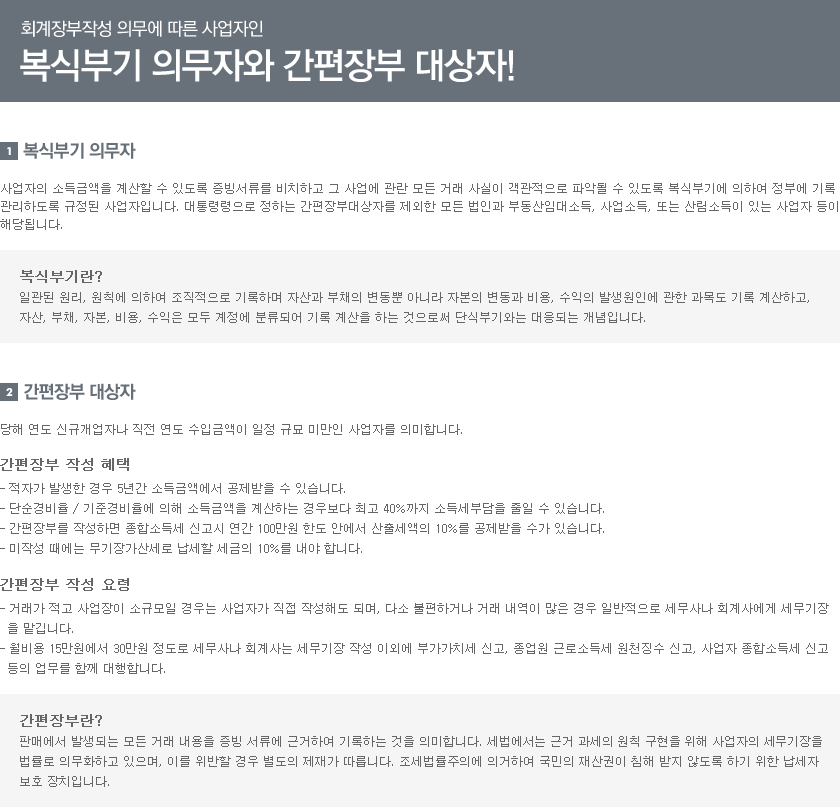 회계장부작성 의무에 따른 사업자인
복식부기 의무자와 간편장부 대상자!
1 복식부기 의무자
사업자의 소득금액을 계산할 수 있도록 증빙서류를 비치하고 그 사업에 관란 모든 거래 사실이 객관적으로 파악될 수 있도록 복식부기에 의하여 정부에 기록
관리하도록 규정된 사업자입니다. 대통령령으로 정하는 간편장부대상자를 제외한 모든 법인과 부동산임대소득, 사업소득, 또는 산림소득이 있는 사업자 등이
해당됩니다.
복식부기란?
일관된 원리, 원칙에 의하여 조직적으로 기록하며 자산과 부채의 변동뿐 아니라 자본의 변동과 비용, 수익의 발생원인에 관한 과목도 기록 계산하고,
자산, 부채, 자본, 비용, 수익은 모두 계정에 분류되어 기록 계산을 하는 것으로써 단식부기와는 대응되는 개념입니다.
2 간편장부 대상자
당해 연도 신규개업자나 직전 연도 수입금액이 일정 규모 미만인 사업자를 의미합니다.
간편장부 작성 혜택
- 적자가 발생한 경우 5년간 소득금액에서 공제받을 수 있습니다.
- 단순경비율 / 기준경비율에 의해 소득금액을 계산하는 경우보다 최고 40%까지 소득세부담을 줄일 수 있습니다.
- 간편장부를 작성하면 종합소득세 신고시 연간 100만원 한도 안에서 산출세액의 10%를 공제받을 수가 있습니다.
- 미작성 때에는 무기장가산세로 납세할 세금의 10%를 내야 합니다.
간편장부 작성 요령
- 거래가 적고 사업장이 소규모일 경우는 사업자가 직접 작성해도 되며, 다소 불편하거나 거래 내역이 많은 경우 일반적으로 세무사나 회계사에게 세무기장
을 맡깁니다.
- 월비용 15만원에서 30만원 정도로 세무사나 회계사는 세무기장 작성 이외에 부가가치세 신고, 종업원 근로소득세 원천징수 신고, 사업자 종합소득세 신고
등의 업무를 함께 대행합니다.
간편장부란?
판매에서 발생되는 모든 거래 내용을 증빙 서류에 근거하여 기록하는 것을 의미합니다. 세법에서는 근거 과세의 원칙 구현을 위해 사업자의 세무기장을
법률로 의무화하고 있으며, 이를 위반할 경우 별도의 제재가 따릅니다. 조세법률주의에 의거하여 국민의 재산권이 침해 받지 않도록 하기 위한 납세자
보호 장치입니다.